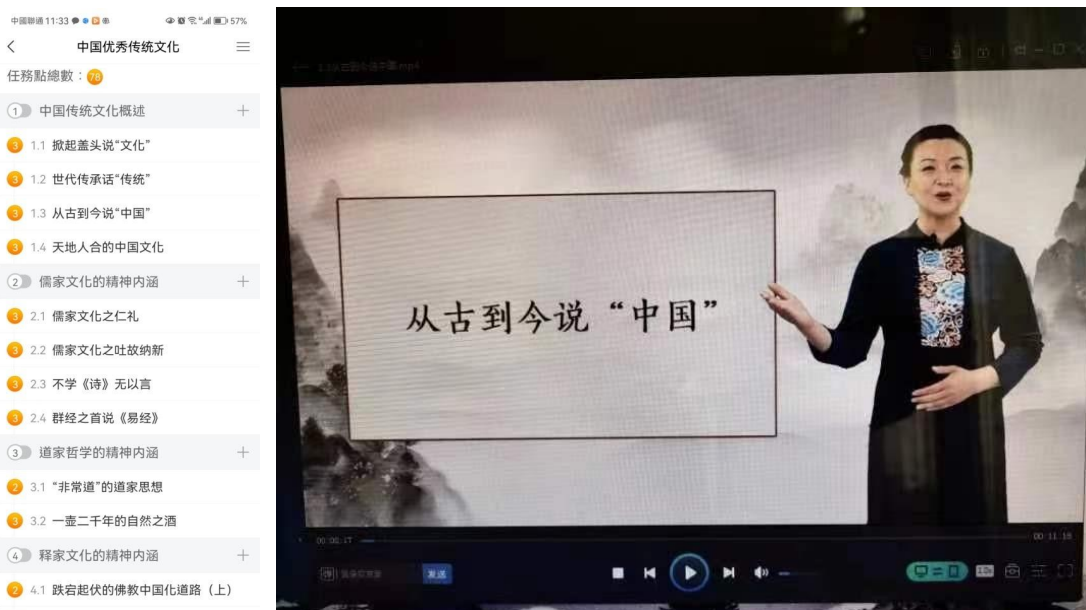 中國聯通 11:33
57%
中国优秀传统文化
任務點總數：78
1 中国传统文化概述
3 1.1 掀起盖头说“文化”
3 1.2 世代传承话“传统”
3 1.3 从古到今说“中国”
3 1.4 天地人合的中国文化
2 儒家文化的精神内涵
3 2.1 儒家文化之仁礼
3 2.2 儒家文化之吐故纳新
3 2.3 不学《诗》无以言
3 2.4 群经之首说《易经》
3 道家哲学的精神内涵
2 3.1 “非常道”的道家思想
3 3.2 一壶二千年的自然之酒
4 释家文化的精神内涵
2 4.1 跌宕起伏的佛教中国化道路（上）
从古到今说“中国”
00:00:17
00:11:18
弹
发送
1.0x